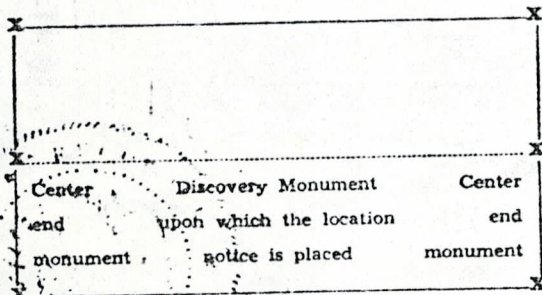 X X
X X
Center Discovery Monument Center
end upon which the location end
monument notice is placed monument
X X